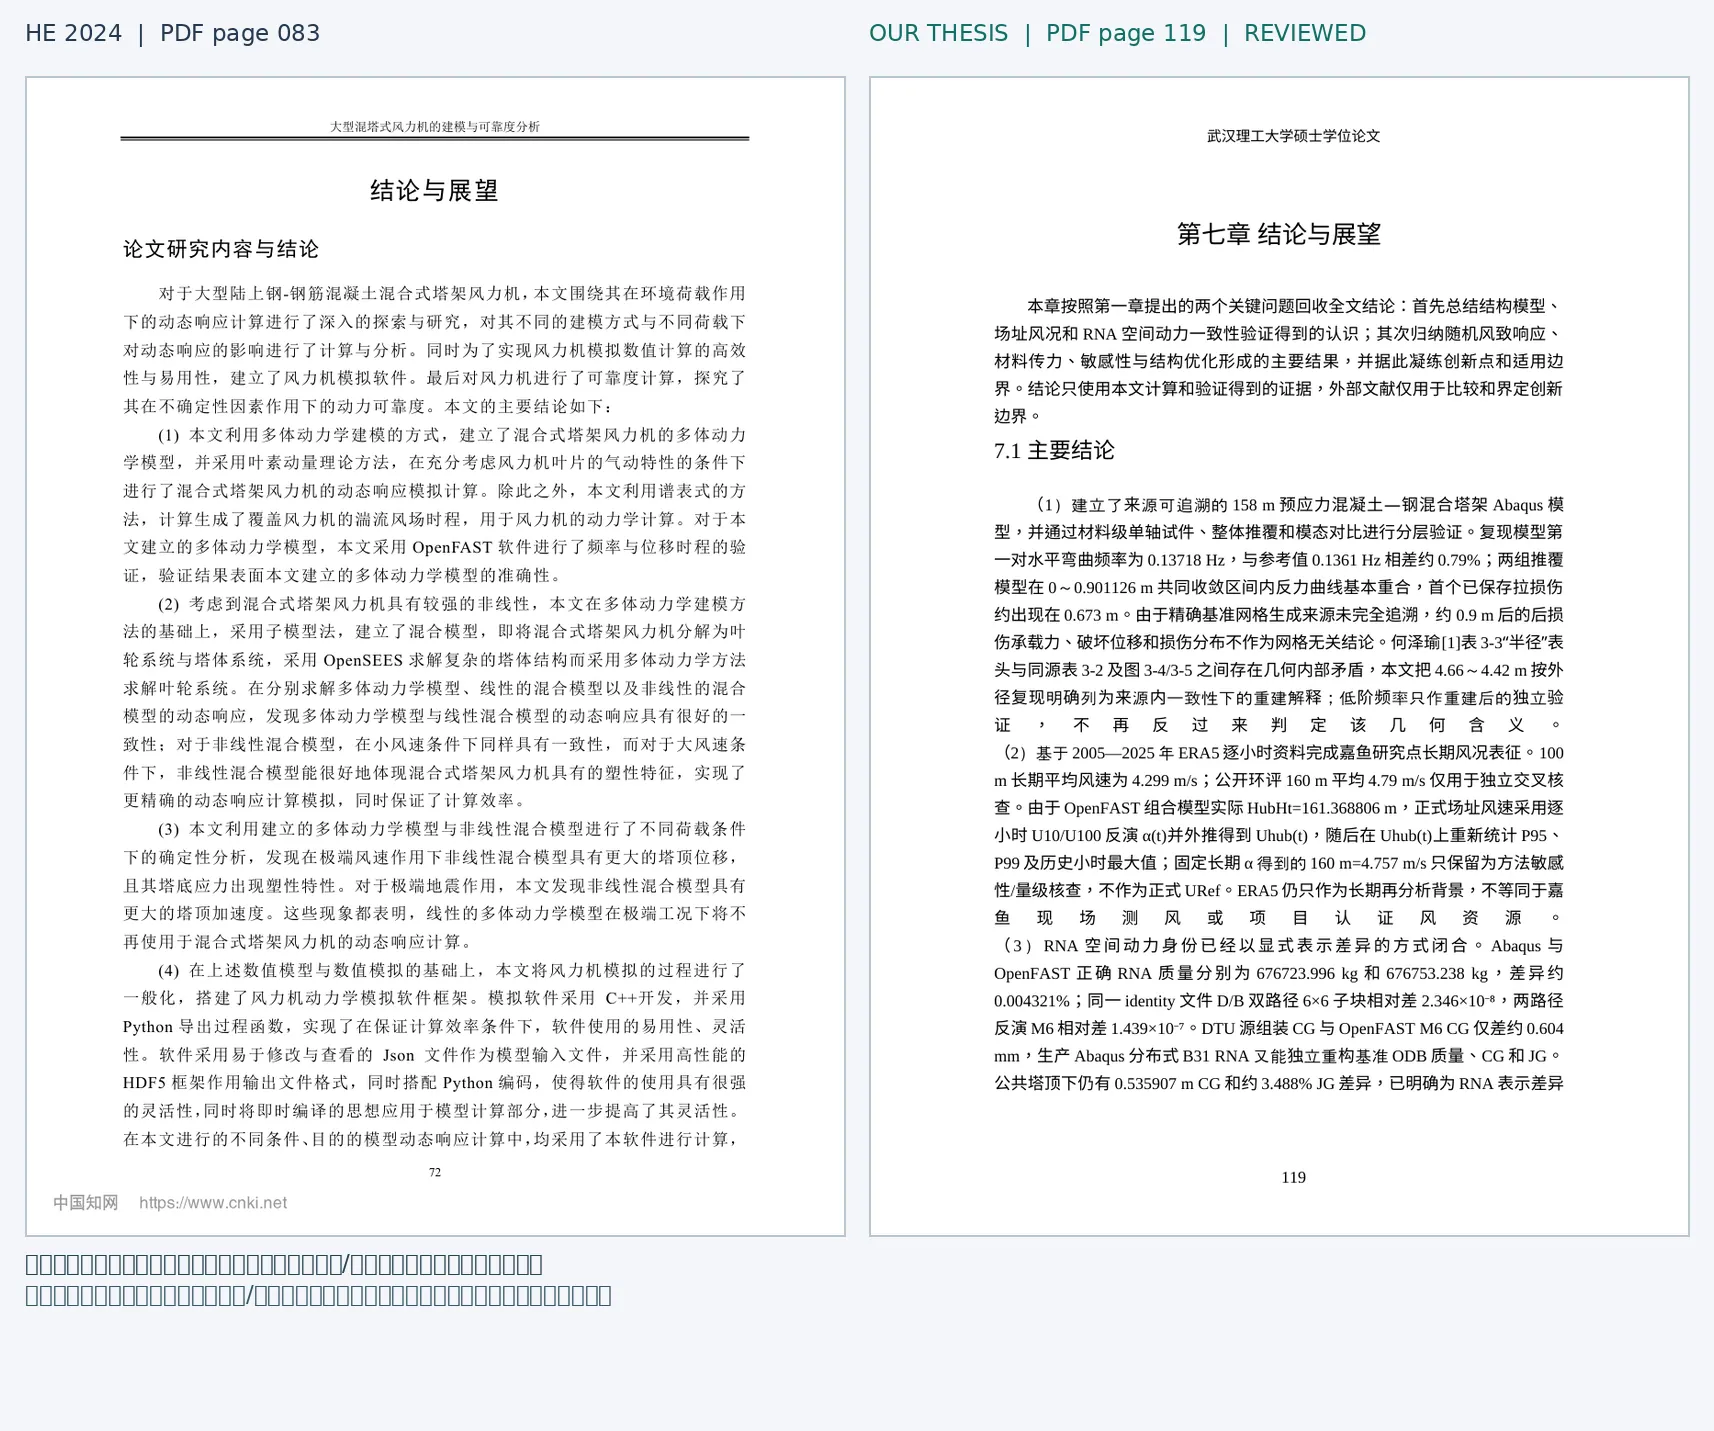 HE 2024 | PDF page 083
大型混塔式风力机的建模与可靠度分析
结论与展望
论文研究内容与结论
对于大型陆上钢-钢筋混凝土混合式塔架风力机,本文围绕其在环境荷载作用
下的动态响应计算进行了深入的探索与研究，对其不同的建模方式与不同荷载下
对动态响应的影响进行了计算与分析。同时为了实现风力机模拟数值计算的高效
性与易用性，建立了风力机模拟软件。最后对风力机进行了可靠度计算，探究了
其在不确定性因素作用下的动力可靠度。本文的主要结论如下：
(1) 本文利用多体动力学建模的方式，建立了混合式塔架风力机的多体动力
学模型，并采用叶素动量理论方法，在充分考虑风力机叶片的气动特性的条件下
进行了混合式塔架风力机的动态响应模拟计算。除此之外，本文利用谱表式的方
法，计算生成了覆盖风力机的湍流风场时程，用于风力机的动力学计算。对于本
文建立的多体动力学模型，本文采用 OpenFAST 软件进行了频率与位移时程的验
证，验证结果表面本文建立的多体动力学模型的准确性。
(2) 考虑到混合式塔架风力机具有较强的非线性，本文在多体动力学建模方
法的基础上，采用子模型法，建立了混合模型，即将混合式塔架风力机分解为叶
轮系统与塔体系统，采用 OpenSEES 求解复杂的塔体结构而采用多体动力学方法
求解叶轮系统。在分别求解多体动力学模型、线性的混合模型以及非线性的混合
模型的动态响应，发现多体动力学模型与线性混合模型的动态响应具有很好的一
致性；对于非线性混合模型，在小风速条件下同样具有一致性，而对于大风速条
件下，非线性混合模型能很好地体现混合式塔架风力机具有的塑性特征，实现了
更精确的动态响应计算模拟，同时保证了计算效率。
(3) 本文利用建立的多体动力学模型与非线性混合模型进行了不同荷载条件
下的确定性分析，发现在极端风速作用下非线性混合模型具有更大的塔顶位移，
且其塔底应力出现塑性特性。对于极端地震作用，本文发现非线性混合模型具有
更大的塔顶加速度。这些现象都表明，线性的多体动力学模型在极端工况下将不
再使用于混合式塔架风力机的动态响应计算。
(4) 在上述数值模型与数值模拟的基础上，本文将风力机模拟的过程进行了
一般化，搭建了风力机动力学模拟软件框架。模拟软件采用 C++开发，并采用
Python 导出过程函数，实现了在保证计算效率条件下，软件使用的易用性、灵活
性。软件采用易于修改与查看的 Json 文件作为模型输入文件，并采用高性能的
HDF5 框架作用输出文件格式，同时搭配 Python 编码，使得软件的使用具有很强
的灵活性,同时将即时编译的思想应用于模型计算部分,进一步提高了其灵活性。
在本文进行的不同条件、目的的模型动态响应计算中,均采用了本软件进行计算，
72
中国知网 https://www.cnki.net
OUR THESIS | PDF page 119 | REVIEWED
武汉理工大学硕士学位论文
第七章 结论与展望
本章按照第一章提出的两个关键问题回收全文结论：首先总结结构模型、
场址风况和 RNA 空间动力一致性验证得到的认识；其次归纳随机风致响应、
材料传力、敏感性与结构优化形成的主要结果，并据此凝练创新点和适用边
界。结论只使用本文计算和验证得到的证据，外部文献仅用于比较和界定创新
边界。
7.1 主要结论
（1）建立了来源可追溯的 158 m 预应力混凝土—钢混合塔架 Abaqus 模
型，并通过材料级单轴试件、整体推覆和模态对比进行分层验证。复现模型第
一对水平弯曲频率为 0.13718 Hz，与参考值 0.1361 Hz 相差约 0.79%；两组推覆
模型在 0～0.901126 m 共同收敛区间内反力曲线基本重合，首个已保存拉损伤
约出现在 0.673 m。由于精确基准网格生成来源未完全追溯，约 0.9 m 后的后损
伤承载力、破坏位移和损伤分布不作为网格无关结论。何泽瑜[1]表 3-3“半径”表
头与同源表 3-2 及图 3-4/3-5 之间存在几何内部矛盾，本文把 4.66～4.42 m 按外
径复现明确列为来源内一致性下的重建解释；低阶频率只作重建后的独立验
证，不再反过来判定该几何含义。
（2）基于 2005—2025 年 ERA5 逐小时资料完成嘉鱼研究点长期风况表征。100
m 长期平均风速为 4.299 m/s；公开环评 160 m 平均 4.79 m/s 仅用于独立交叉核
查。由于 OpenFAST 组合模型实际 HubHt=161.368806 m，正式场址风速采用逐
小时 U10/U100 反演 α(t)并外推得到 Uhub(t)，随后在 Uhub(t)上重新统计 P95、
P99 及历史小时最大值；固定长期 α 得到的 160 m=4.757 m/s 只保留为方法敏感
性/量级核查，不作为正式 URef。ERA5 仍只作为长期再分析背景，不等同于嘉
鱼现场测风或项目认证风资源。
（3）RNA 空间动力身份已经以显式表示差异的方式闭合。Abaqus 与
OpenFAST 正确 RNA 质量分别为 676723.996 kg 和 676753.238 kg，差异约
0.004321%；同一 identity 文件 D/B 双路径 6×6 子块相对差 2.346×10⁻⁸，两路径
反演 M6 相对差 1.439×10⁻⁷。DTU 源组装 CG 与 OpenFAST M6 CG 仅差约 0.604
mm，生产 Abaqus 分布式 B31 RNA 又能独立重构基准 ODB 质量、CG 和 JG。
公共塔顶下仍有 0.535907 m CG 和约 3.488% JG 差异，已明确为 RNA 表示差异
119